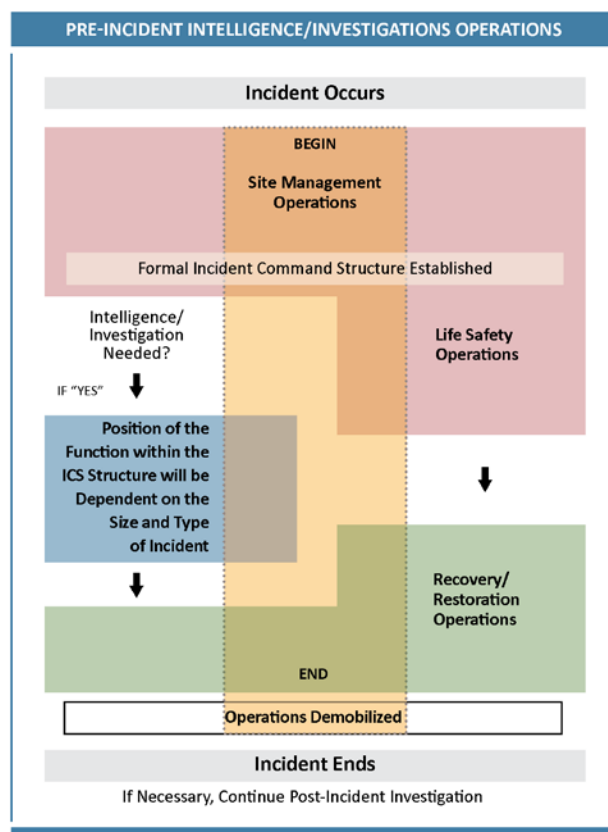 PRE-INCIDENT INTELLIGENCE/INVESTIGATIONS OPERATIONS
Incident Occurs
BEGIN
Site Management
Operations
Formal Incident Command Structure Established
Intelligence/
Investigation
Needed?
IF "YES"
Life Safety
Operations
Position of the
Function within the
ICS Structure will be
Dependent on the
Size and Type
of Incident
Recovery/
Restoration
Operations
END
Operations Demobilized
Incident Ends
If Necessary, Continue Post-Incident Investigation